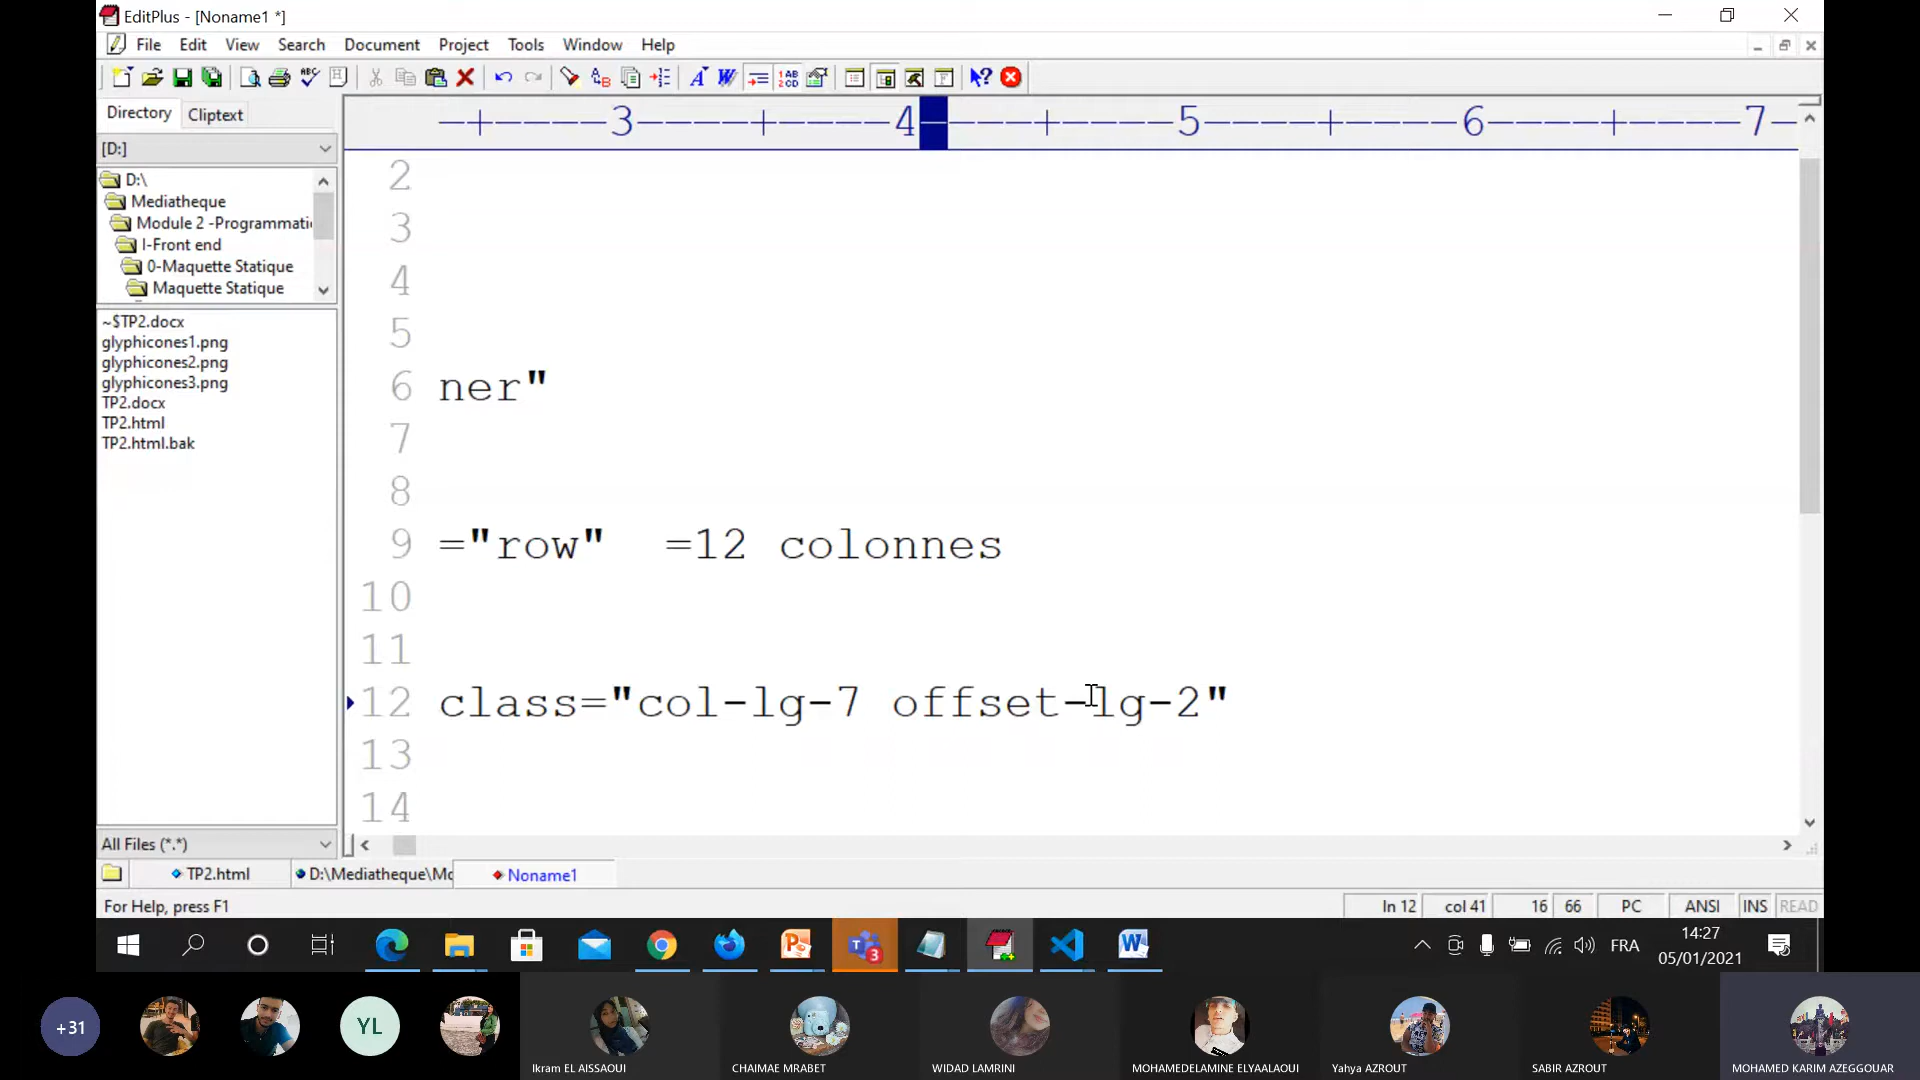 EditPlus - [Noname1 *]
File Edit View Search Document Project Tools Window Help
Directory Cliptext
[D:]
D:\
Mediatheque
Module 2 -Programmati
I-Front end
0-Maquette Statique
Maquette Statique
~$TP2.docx
glyphicones1.png
glyphicones2.png
glyphicones3.png
TP2.docx
TP2.html
TP2.html.bak
All Files (*.*)
-+----3----+----4----+----5----+----6----+----7-
2
3
4
5
6 ner"
7
8
9 ="row" =12 colonnes
10
11
12 class="col-lg-7 offset-lg-2"
13
14
TP2.html D:\Mediatheque\Mc Noname1
For Help, press F1 ln 12 col 41 16 66 PC ANSI INS READ
3
FRA
14:27
05/01/2021
+31
YL
Ikram EL AISSAOUI
CHAIMAE MRABET
WIDAD LAMRINI
MOHAMEDELAMINE ELYAALAOUI
Yahya AZROUT
SABIR AZROUT
MOHAMED KARIM AZEGGOUAR